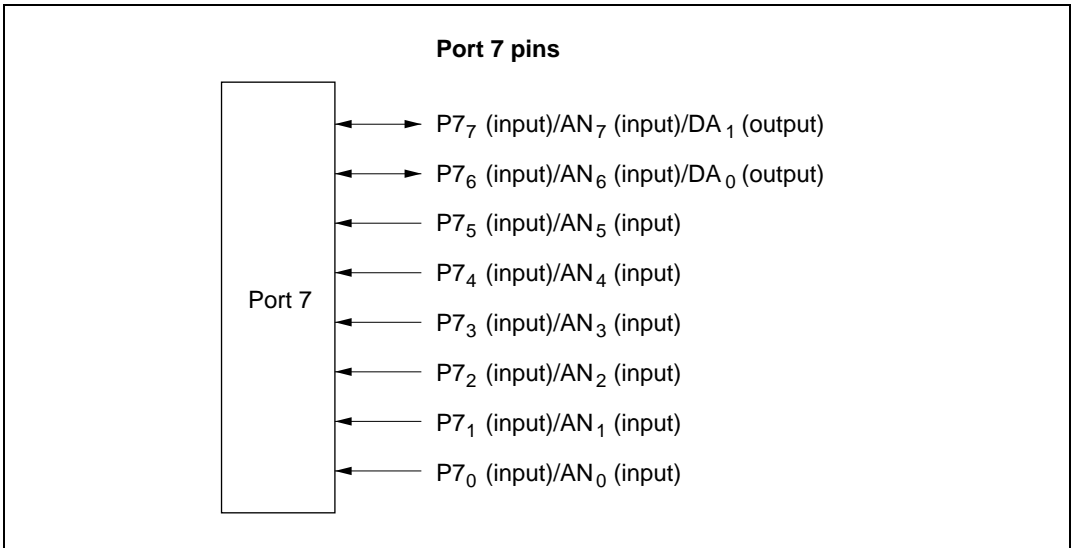 Port 7 pins
P7₇ (input)/AN₇ (input)/DA₁ (output)
P7₆ (input)/AN₆ (input)/DA₀ (output)
P7₅ (input)/AN₅ (input)
P7₄ (input)/AN₄ (input)
Port 7
P7₃ (input)/AN₃ (input)
P7₂ (input)/AN₂ (input)
P7₁ (input)/AN₁ (input)
P7₀ (input)/AN₀ (input)